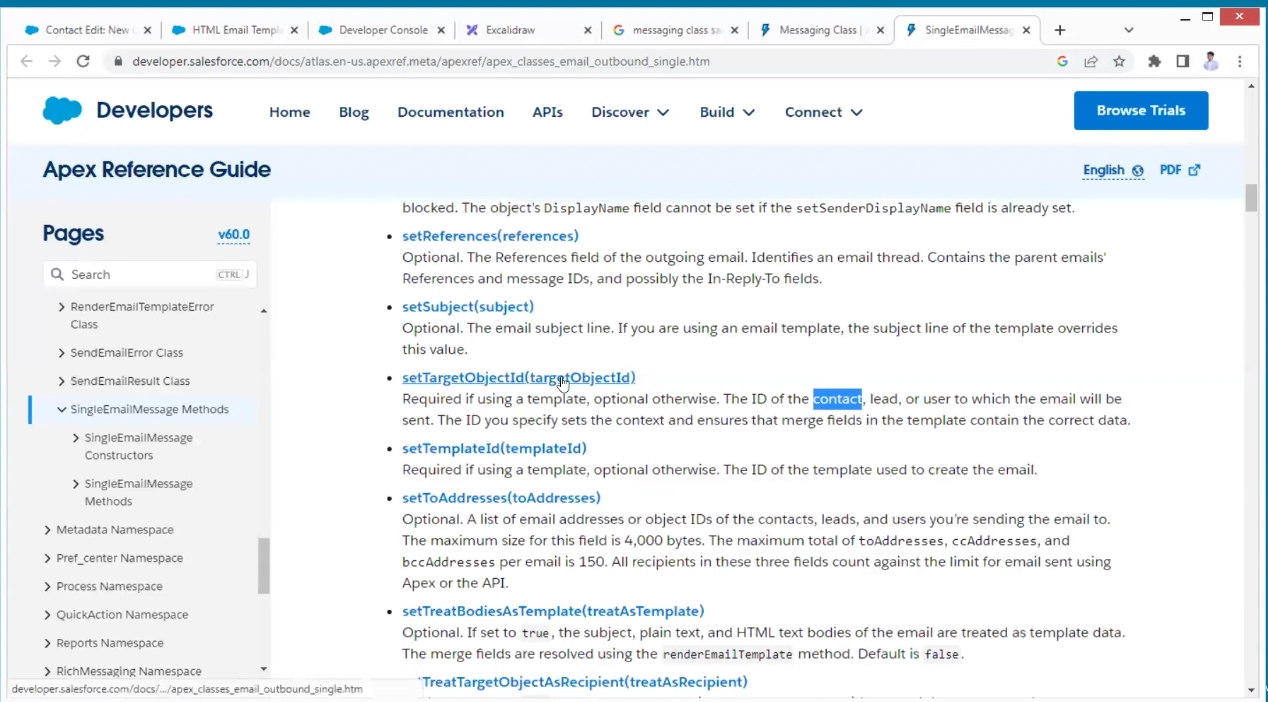 Contact Edit: New
HTML Email Templ
Developer Console
Excalidraw
messaging class sa
Messaging Class |
SingleEmailMessag
developer.salesforce.com/docs/atlas.en-us.apexref.meta/apexref/apex_classes_email_outbound_single.htm
Developers
Home
Blog
Documentation
APIs
Discover
Build
Connect
Browse Trials
Apex Reference Guide
English
PDF
Pages
v60.0
Search
CTRL J
RenderEmailTemplateError
Class
SendEmailError Class
SendEmailResult Class
SingleEmailMessage Methods
SingleEmailMessage
Constructors
SingleEmailMessage
Methods
Metadata Namespace
Pref_center Namespace
Process Namespace
QuickAction Namespace
Reports Namespace
RichMessaging Namespace
blocked. The object's DisplayName field cannot be set if the setSenderDisplayName field is already set.
setReferences(references)
Optional. The References field of the outgoing email. Identifies an email thread. Contains the parent emails'
References and message IDs, and possibly the In-Reply-To fields.
setSubject(subject)
Optional. The email subject line. If you are using an email template, the subject line of the template overrides
this value.
setTargetObjectId(targetObjectId)
Required if using a template, optional otherwise. The ID of the contact, lead, or user to which the email will be
sent. The ID you specify sets the context and ensures that merge fields in the template contain the correct data.
setTemplateId(templateId)
Required if using a template, optional otherwise. The ID of the template used to create the email.
setToAddresses(toAddresses)
Optional. A list of email addresses or object IDs of the contacts, leads, and users you're sending the email to.
The maximum size for this field is 4,000 bytes. The maximum total of toAddresses, ccAddresses, and
bccAddresses per email is 150. All recipients in these three fields count against the limit for email sent using
Apex or the API.
setTreatBodiesAsTemplate(treatAsTemplate)
Optional. If set to true, the subject, plain text, and HTML text bodies of the email are treated as template data.
The merge fields are resolved using the renderEmailTemplate method. Default is false.
TreatTargetObjectAsRecipient(treatAsRecipient)
developer.salesforce.com/docs/.../apex_classes_email_outbound_single.htm